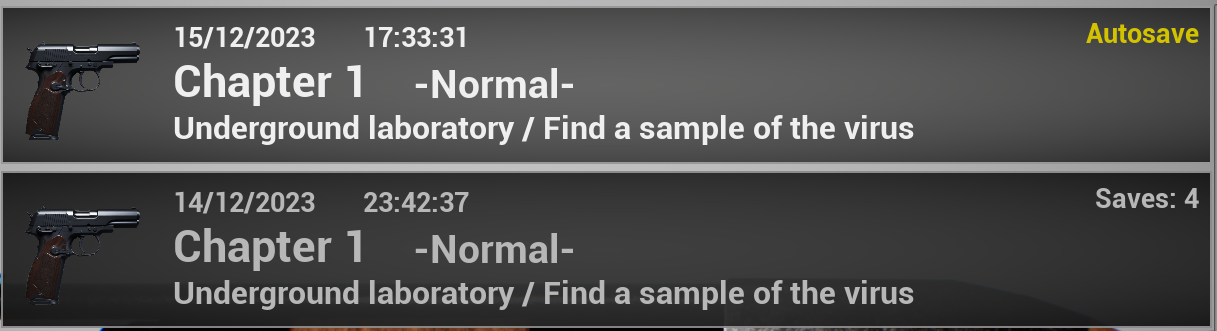 15/12/2023 17:33:31 Autosave
Chapter 1 -Normal-
Underground laboratory / Find a sample of the virus
14/12/2023 23:42:37 Saves: 4
Chapter 1 -Normal-
Underground laboratory / Find a sample of the virus